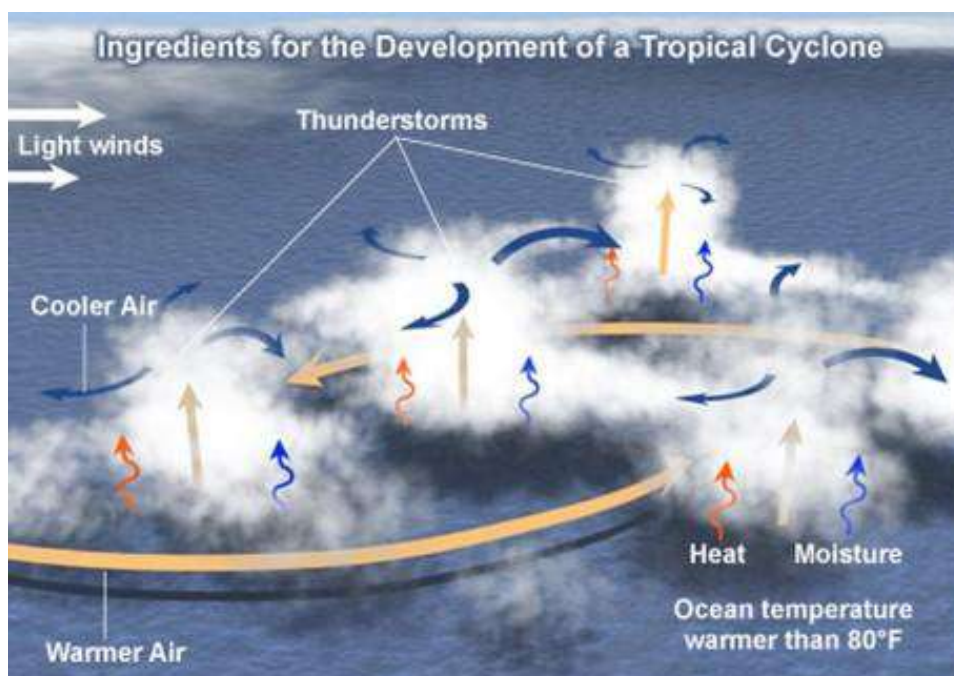 Ingredients for the Development of a Tropical Cyclone
Thunderstorms
Light winds
Cooler Air
Heat
Moisture
Ocean temperature
warmer than 80°F
Warmer Air